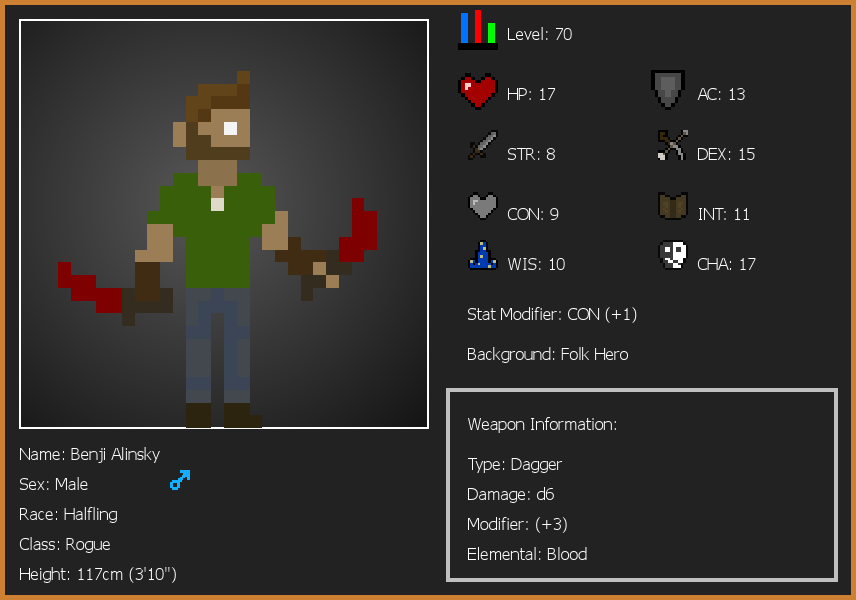 Level: 70
HP: 17
AC: 13
STR: 8
DEX: 15
CON: 9
INT: 11
WIS: 10
CHA: 17
Stat Modifier: CON (+1)
Background: Folk Hero
Weapon Information:
Type: Dagger
Damage: d6
Modifier: (+3)
Elemental: Blood
Name: Benji Alinsky
Sex: Male
Race: Halfling
Class: Rogue
Height: 117cm (3'10")